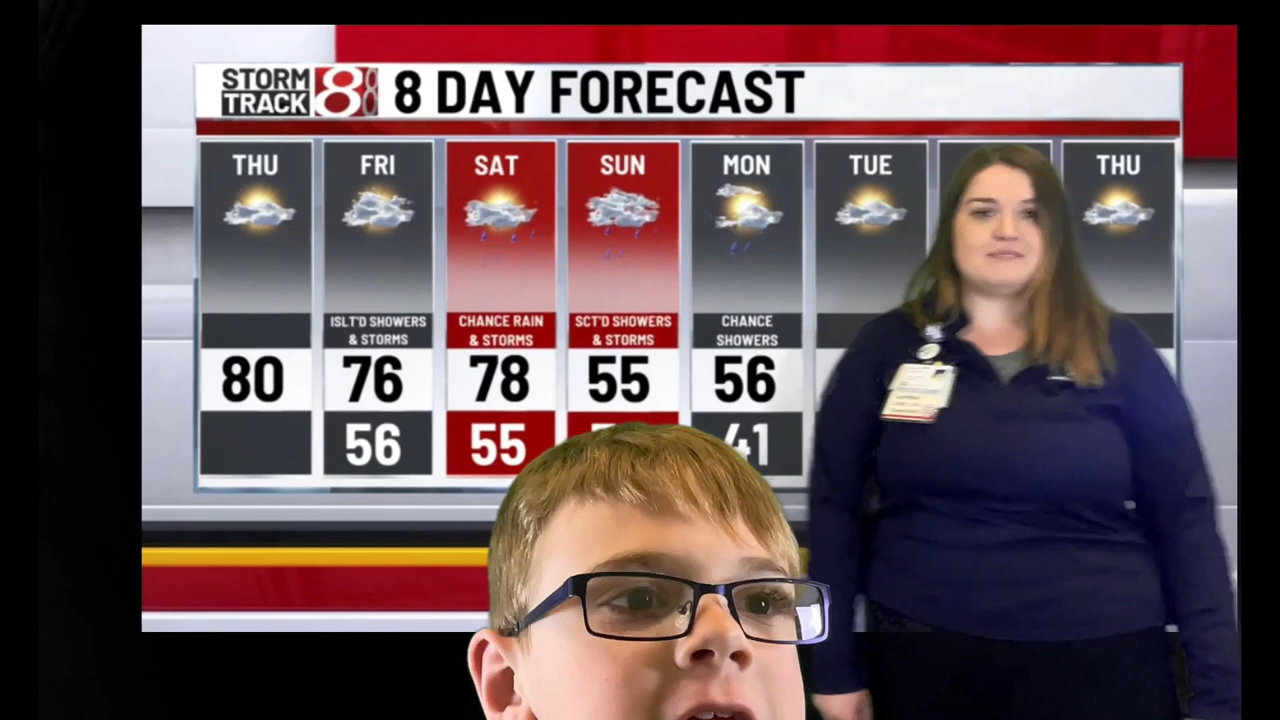 STORM
TRACK 8
8 DAY FORECAST
THU
FRI
SAT
SUN
MON
TUE
THU
ISLT'D SHOWERS
& STORMS
CHANCE RAIN
& STORMS
SCT'D SHOWERS
& STORMS
CHANCE
SHOWERS
80
76
78
55
56
56
55
41